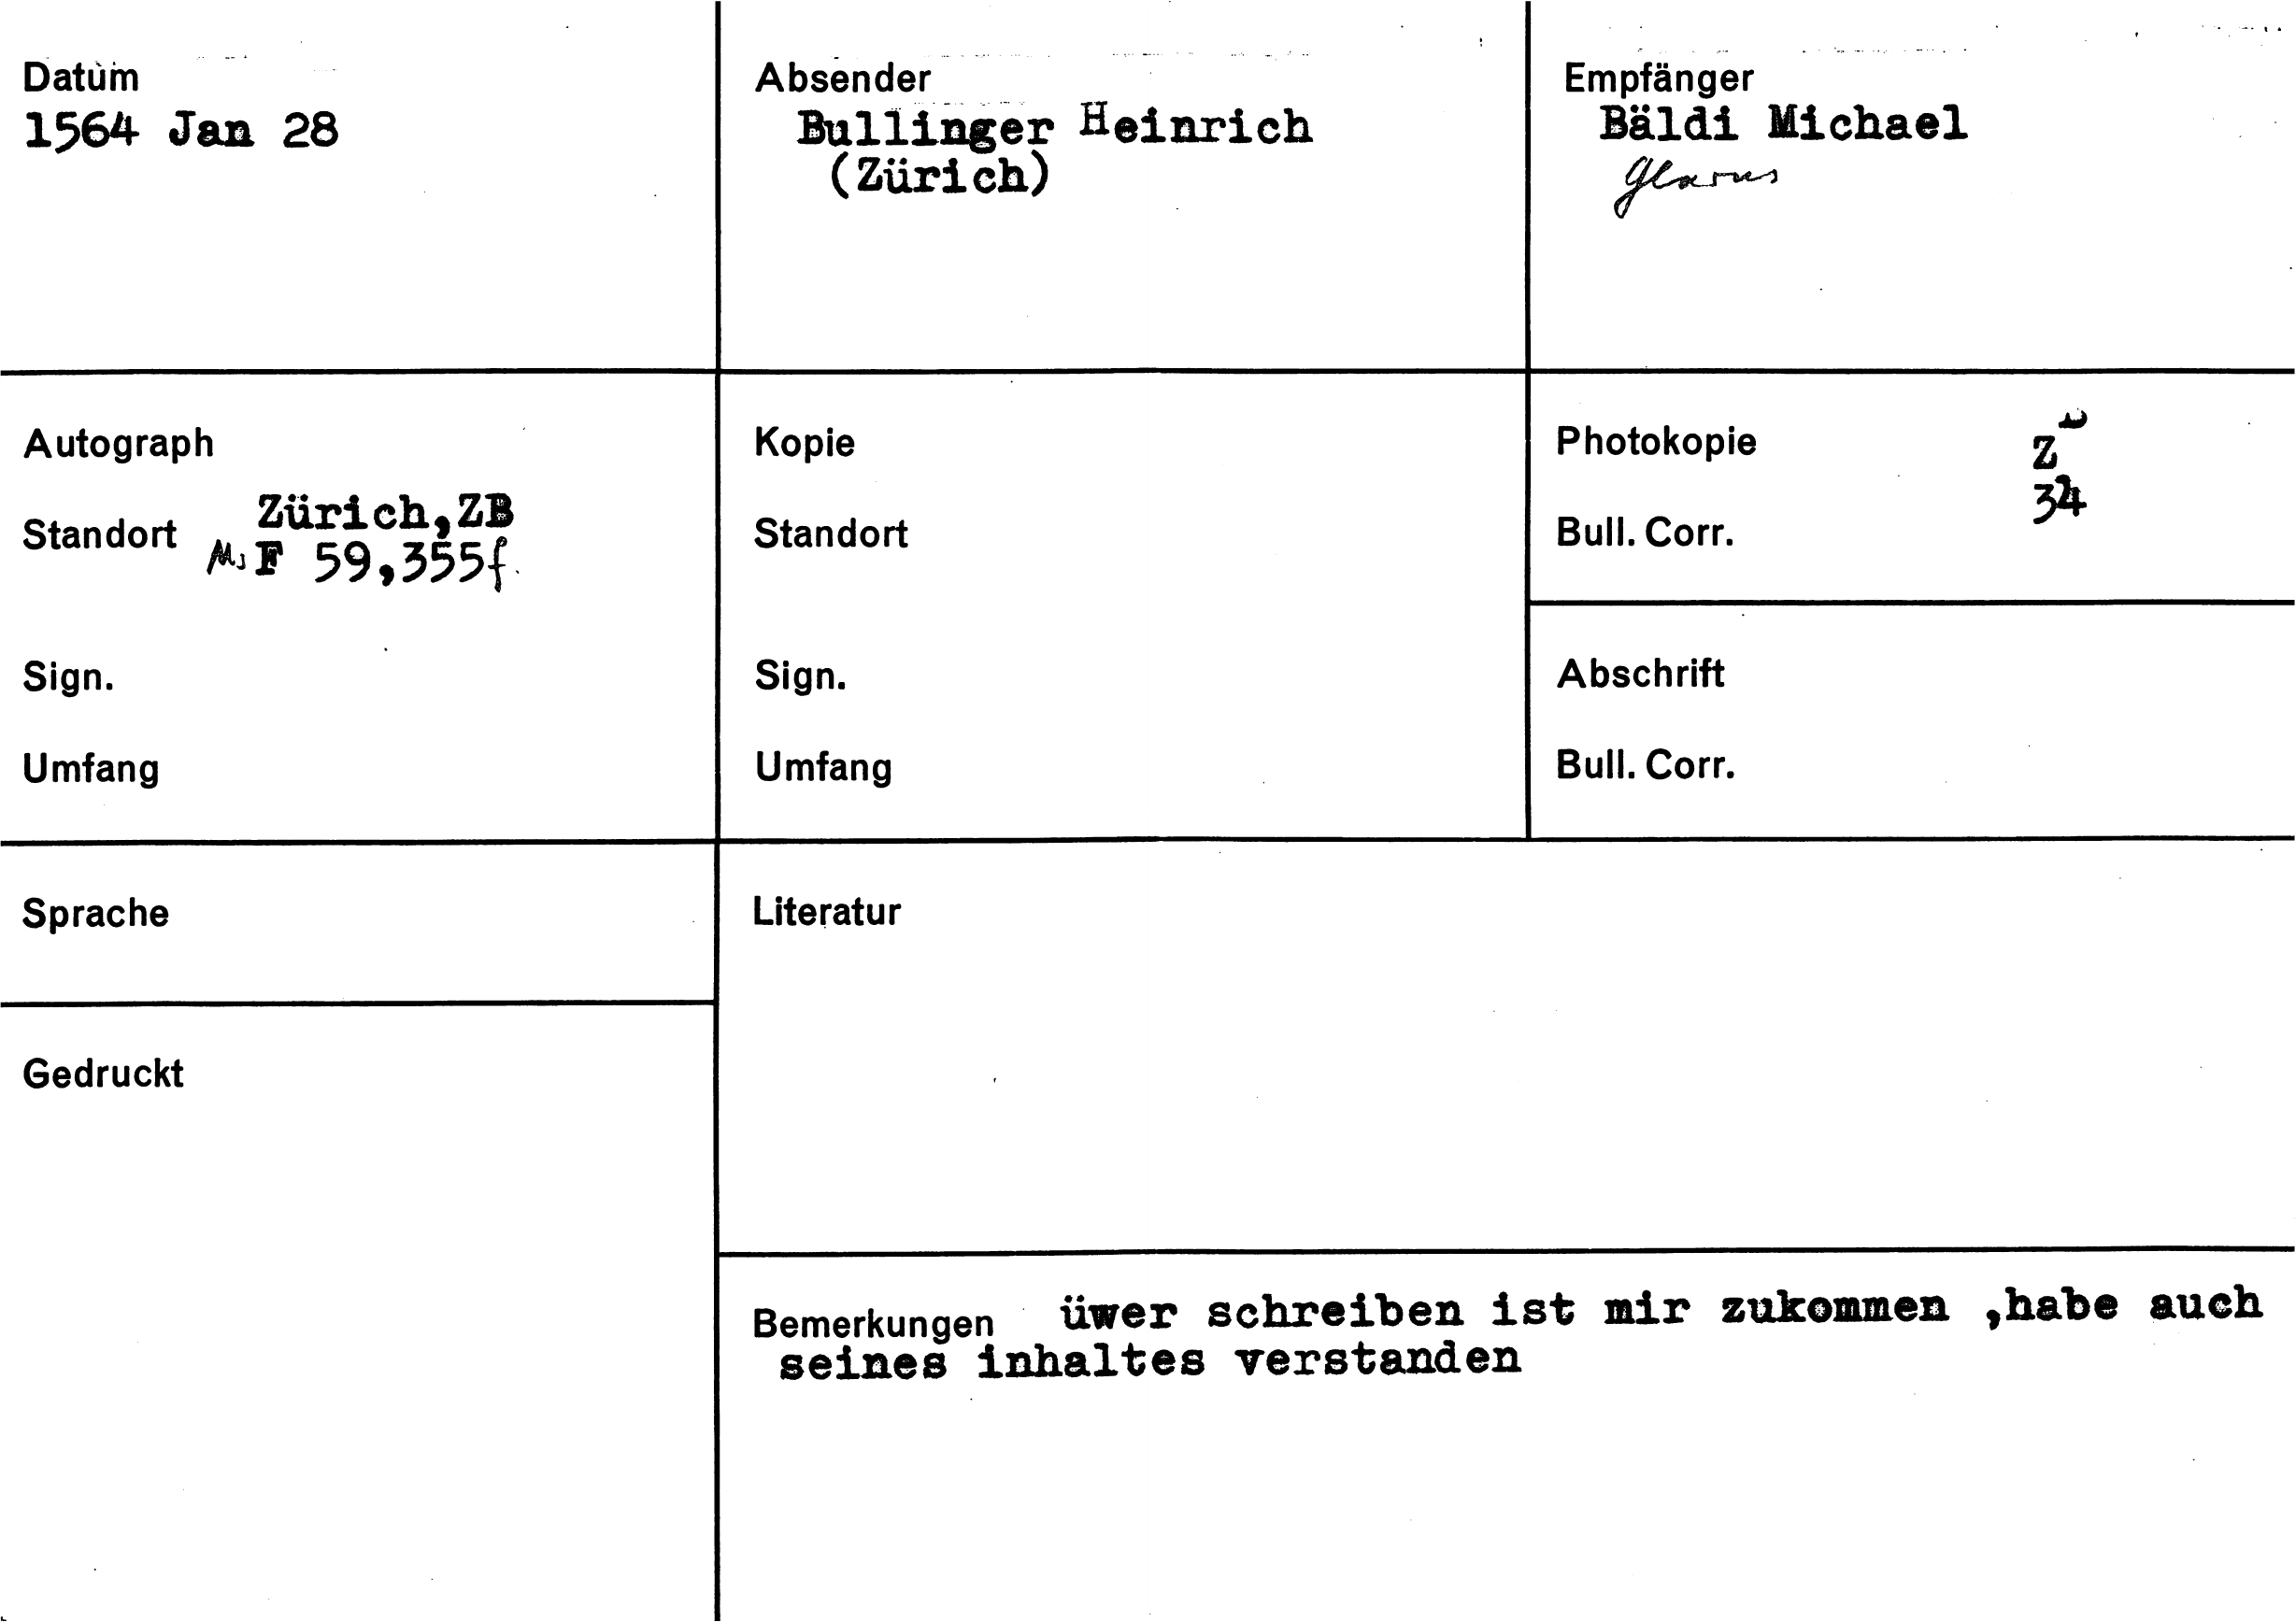 Datum
1564 Jan 28
Absender
Bullinger Heinrich
(Zürich)
Empfänger
Bäldi Michael
Glarus
Autograph
Standort Zürich,ZB
Ms F 59,355f.
Sign.
Umfang
Kopie
Standort
Sign.
Umfang
Photokopie Z
Bull. Corr. 34
Abschrift
Bull. Corr.
Sprache
Gedruckt
Literatur
Bemerkungen üwer schreiben ist mir zukommen ,habe auch
seines inhaltes verstanden